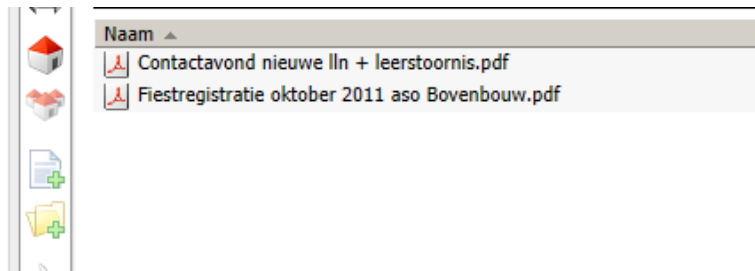 Naam
Contactavond nieuwe lln + leerstoornis.pdf
Fiestregistratie oktober 2011 aso Bovenbouw.pdf